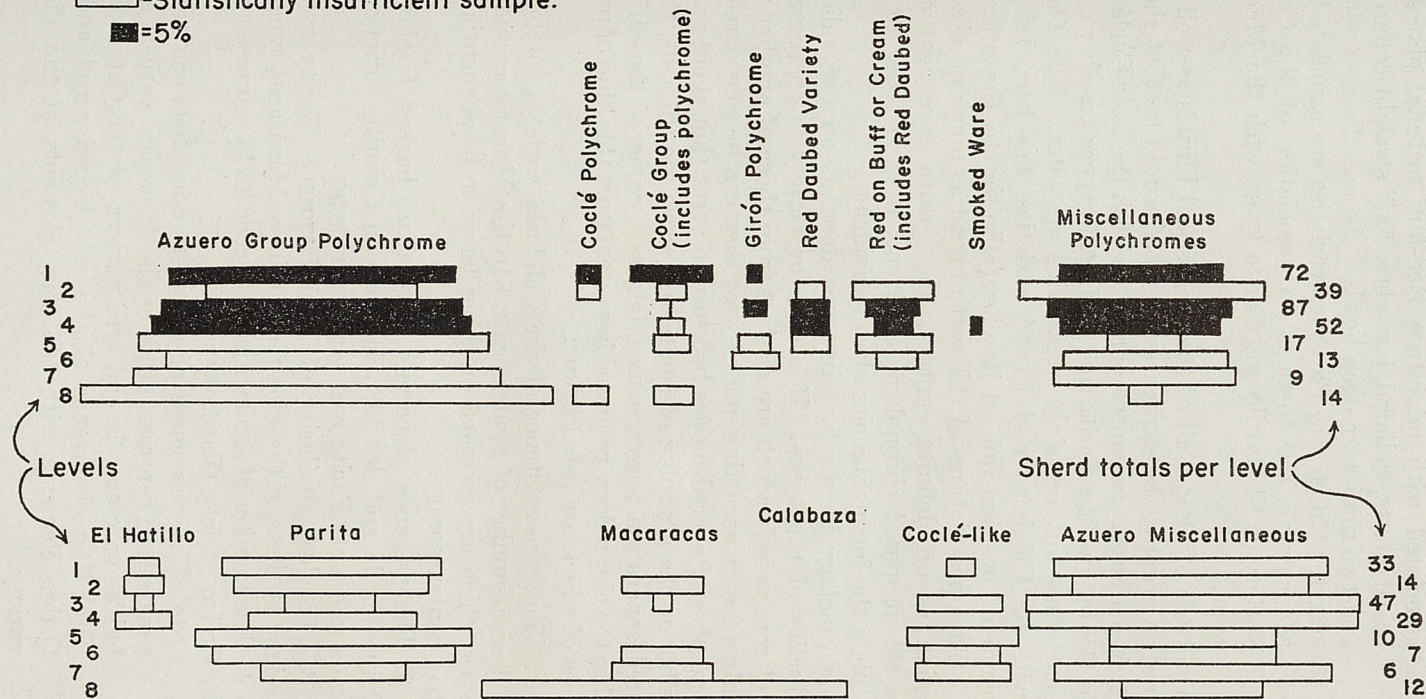 =Statistically insufficient sample.
=5%
Coclé Polychrome
Coclé Group
(includes polychrome)
Girón Polychrome
Red Daubed Variety
Red on Buff or Cream
(includes Red Daubed)
Smoked Ware
Azuero Group Polychrome
Miscellaneous
Polychromes
1 72
2 39
3 87
4 52
5 17
6 13
7 9
8 14
Levels
Sherd totals per level
El Hatillo Parita Macaracas Calabaza Coclé-like Azuero Miscellaneous
1 33
2 14
3 47
4 29
5 10
6 7
7 6
8 12